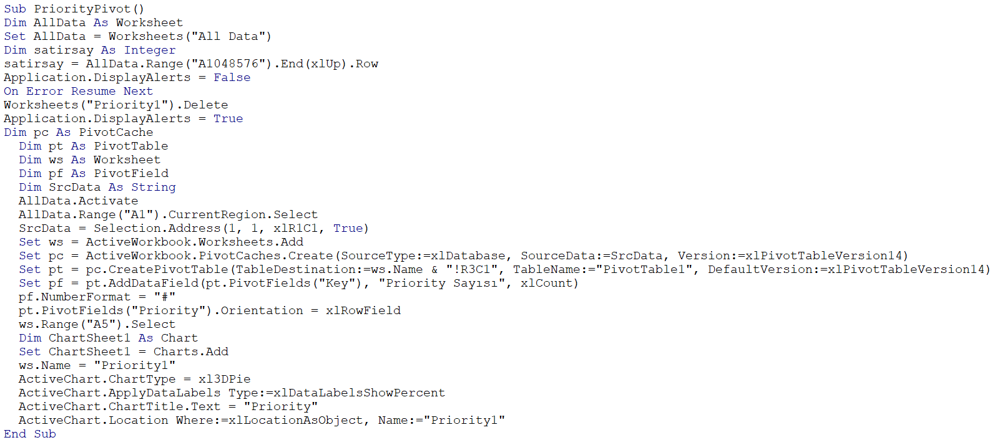 Sub PriorityPivot()
Dim AllData As Worksheet
Set AllData = Worksheets("All Data")
Dim satirsay As Integer
satirsay = AllData.Range("A1048576").End(xlUp).Row
Application.DisplayAlerts = False
On Error Resume Next
Worksheets("Priority1").Delete
Application.DisplayAlerts = True
Dim pc As PivotCache
  Dim pt As PivotTable
  Dim ws As Worksheet
  Dim pf As PivotField
  Dim SrcData As String
  AllData.Activate
  AllData.Range("A1").CurrentRegion.Select
  SrcData = Selection.Address(1, 1, xlR1C1, True)
  Set ws = ActiveWorkbook.Worksheets.Add
  Set pc = ActiveWorkbook.PivotCaches.Create(SourceType:=xlDatabase, SourceData:=SrcData, Version:=xlPivotTableVersion14)
  Set pt = pc.CreatePivotTable(TableDestination:=ws.Name & "!R3C1", TableName:="PivotTable1", DefaultVersion:=xlPivotTableVersion14)
  Set pf = pt.AddDataField(pt.PivotFields("Key"), "Priority Sayısı", xlCount)
  pf.NumberFormat = "#"
  pt.PivotFields("Priority").Orientation = xlRowField
  ws.Range("A5").Select
  Dim ChartSheet1 As Chart
  Set ChartSheet1 = Charts.Add
  ws.Name = "Priority1"
  ActiveChart.ChartType = xl3DPie
  ActiveChart.ApplyDataLabels Type:=xlDataLabelsShowPercent
  ActiveChart.ChartTitle.Text = "Priority"
  ActiveChart.Location Where:=xlLocationAsObject, Name:="Priority1"
End Sub